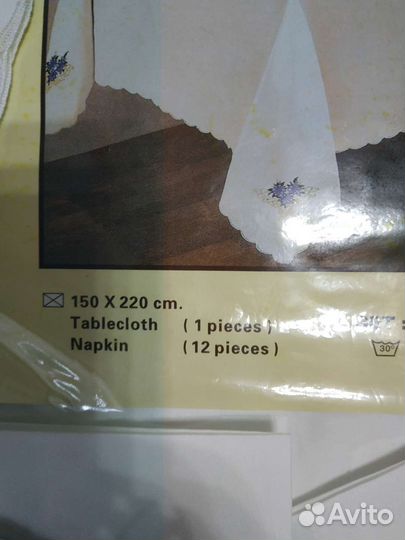 150 X 220 cm.
Tablecloth ( 1 pieces )
Napkin ( 12 pieces )
30°
Avito